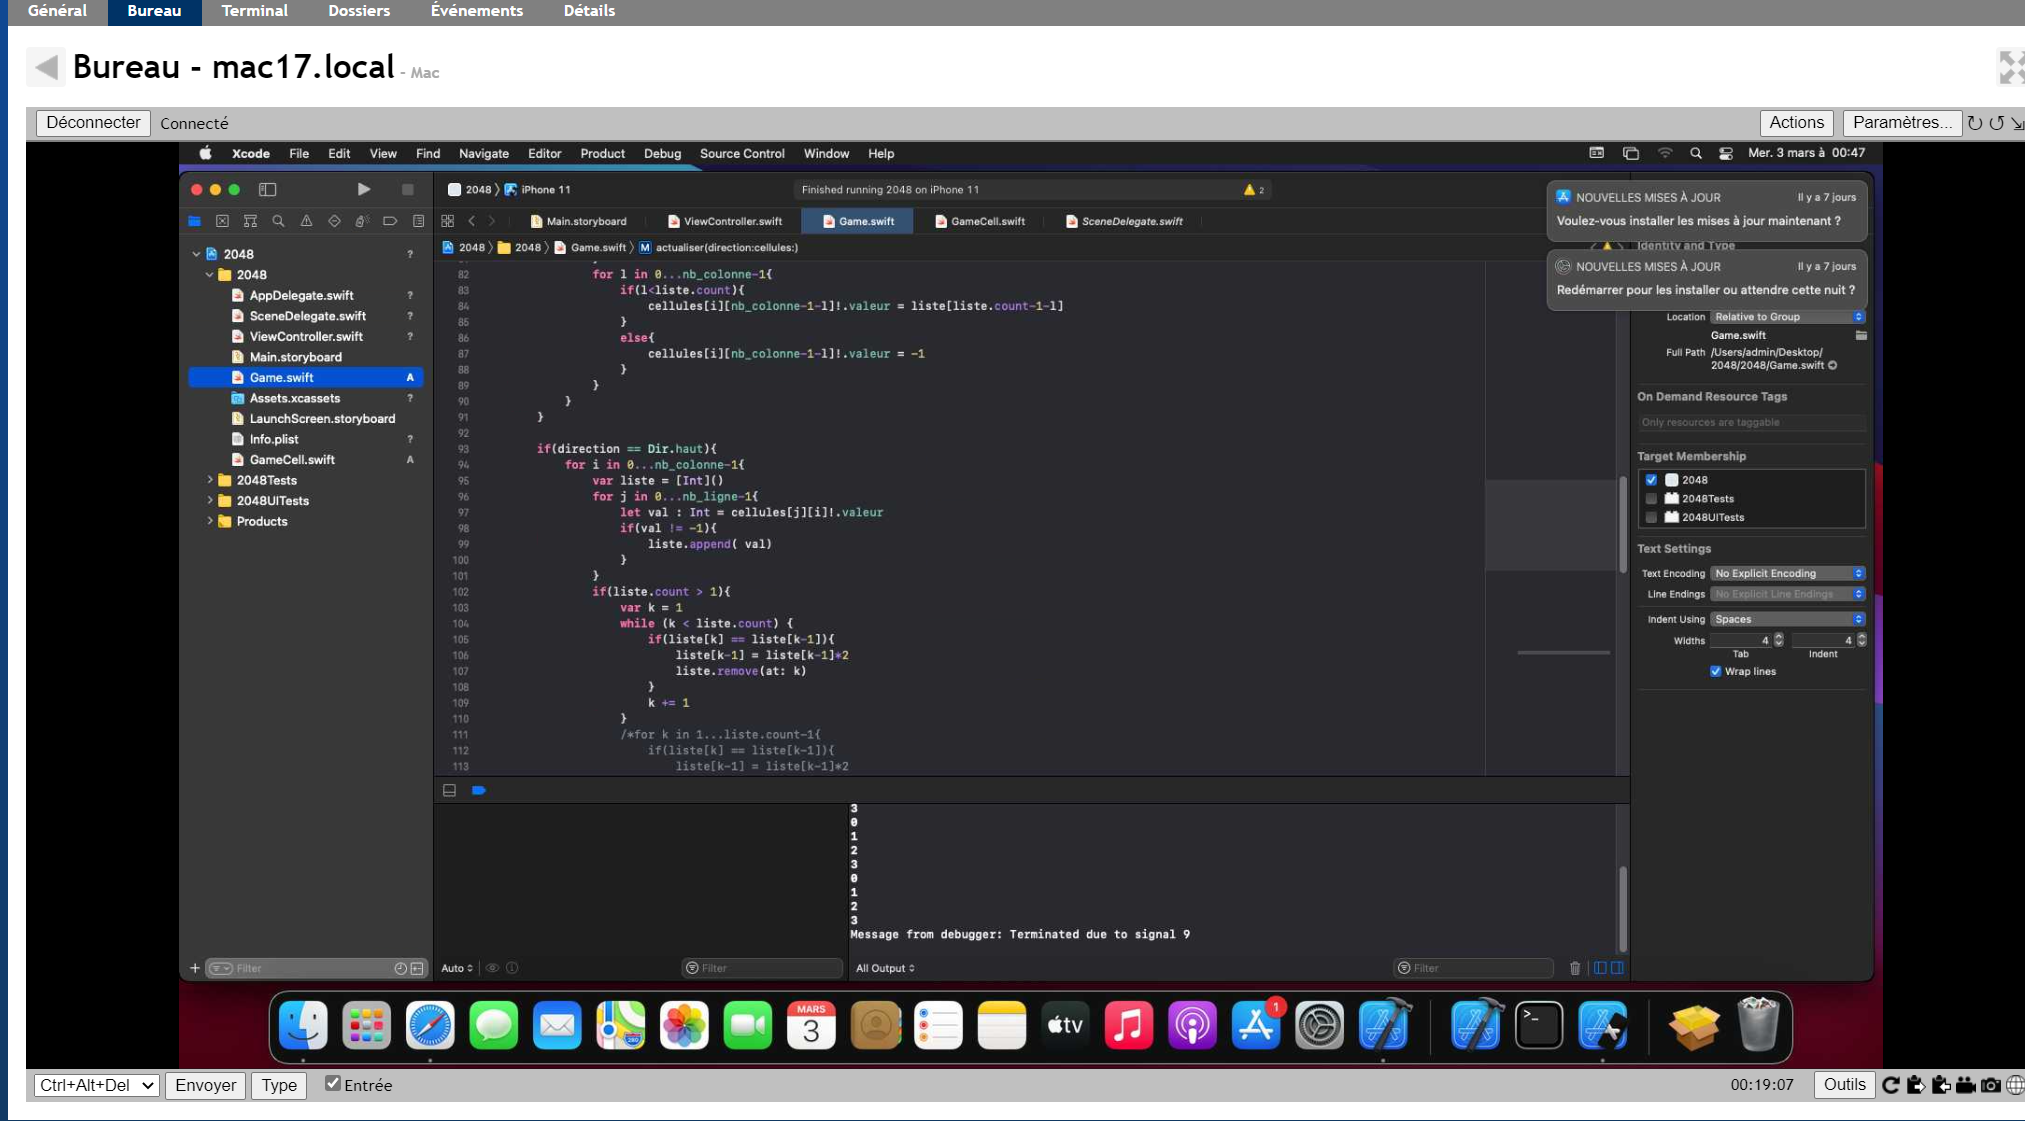 Général Bureau Terminal Dossiers Événements Détails
Bureau - mac17.local - Mac
Déconnecter Connecté Actions Paramètres...
Xcode File Edit View Find Navigate Editor Product Debug Source Control Window Help Mer. 3 mars à 00:47
2048 iPhone 11 Finished running 2048 on iPhone 11 2
Main.storyboard ViewController.swift Game.swift GameCell.swift SceneDelegate.swift
2048 2048 Game.swift M actualiser(direction:cellules:)
2048 ?
2048
AppDelegate.swift ?
SceneDelegate.swift ?
ViewController.swift ?
Main.storyboard
Game.swift A
Assets.xcassets ?
LaunchScreen.storyboard
Info.plist ?
GameCell.swift A
2048Tests
2048UITests
Products
Filter
82 for l in 0...nb_colonne-1{
83 if(l<liste.count){
84 cellules[i][nb_colonne-1-l]!.valeur = liste[liste.count-1-l]
85 }
86 else{
87 cellules[i][nb_colonne-1-l]!.valeur = -1
88 }
89 }
90 }
91 }
92
93 if(direction == Dir.haut){
94 for i in 0...nb_colonne-1{
95 var liste = [Int]()
96 for j in 0...nb_ligne-1{
97 let val : Int = cellules[j][i]!.valeur
98 if(val != -1){
99 liste.append( val)
100 }
101 }
102 if(liste.count > 1){
103 var k = 1
104 while (k < liste.count) {
105 if(liste[k] == liste[k-1]){
106 liste[k-1] = liste[k-1]*2
107 liste.remove(at: k)
108 }
109 k += 1
110 }
111 /*for k in 1...liste.count-1{
112 if(liste[k] == liste[k-1]){
113 liste[k-1] = liste[k-1]*2
3
0
1
2
3
0
1
2
3
Message from debugger: Terminated due to signal 9
Auto Filter All Output Filter
NOUVELLES MISES À JOUR Il y a 7 jours
Voulez-vous installer les mises à jour maintenant ?
Identity and Type
NOUVELLES MISES À JOUR Il y a 7 jours
Redémarrer pour les installer ou attendre cette nuit ?
Location Relative to Group
Game.swift
Full Path /Users/admin/Desktop/
2048/2048/Game.swift
On Demand Resource Tags
Only resources are taggable
Target Membership
2048
2048Tests
2048UITests
Text Settings
Text Encoding No Explicit Encoding
Line Endings No Explicit Line Endings
Indent Using Spaces
Widths 4 4
Tab Indent
Wrap lines
MARS
3
tv
1
280
>_
Ctrl+Alt+Del Envoyer Type Entrée 00:19:07 Outils